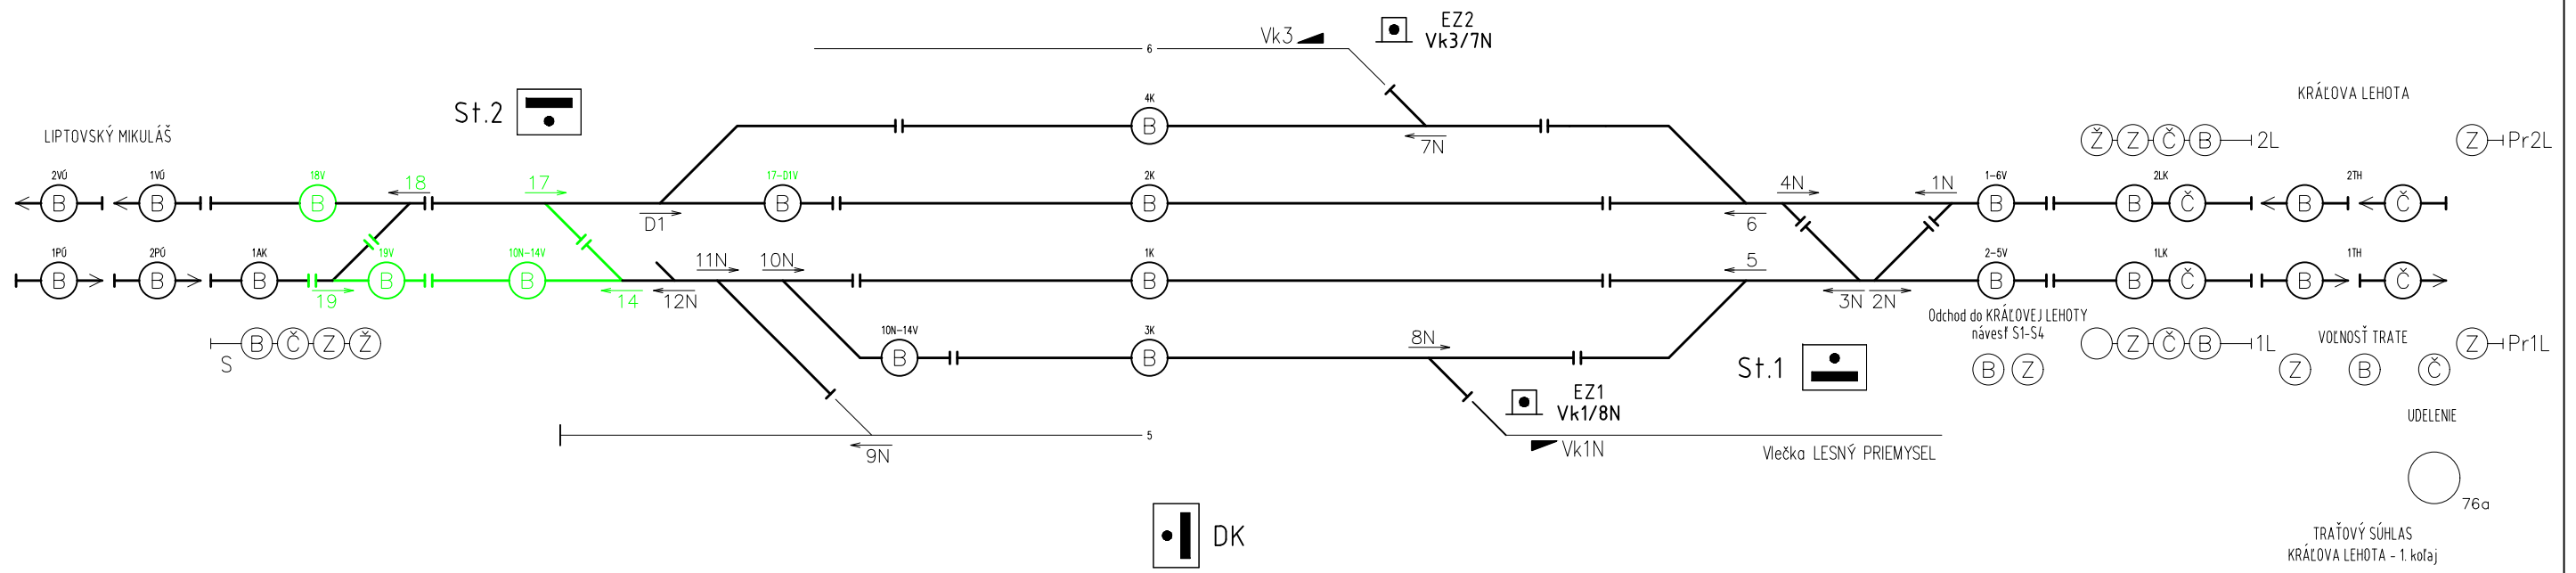 EZ2
Vk3/7N
Vk3
6
St.2
LIPTOVSKÝ MIKULÁŠ
KRÁĽOVA LEHOTA
4K
B
7N
Ž Z Č B 2L
Z Pr2L
2VÚ 1VÚ 18V 18 17 17-D1V 2K 4N 1N 1-6V 2LK 2TH
B B B B B B B Č B Č
D1 6
1PÚ 2PÚ 1AK 19V 10N-14V 11N 10N 1K 5 2-5V 1LK 1TH
B B B B B B B B Č B Č
19 14 12N 3N 2N
Odchod do KRÁĽOVEJ LEHOTY
návesť S1-S4
B Z
S B Č Z Ž
10N-14V
B
3K
B
8N
St.1
Z Č B 1L
VOĽNOSŤ TRATE
Z B Č
Z Pr1L
EZ1
Vk1/8N
Vk1N
Vlečka LESNÝ PRIEMYSEL
5
9N
UDELENIE
76a
TRAŤOVÝ SÚHLAS
KRÁĽOVA LEHOTA - 1. koľaj
DK